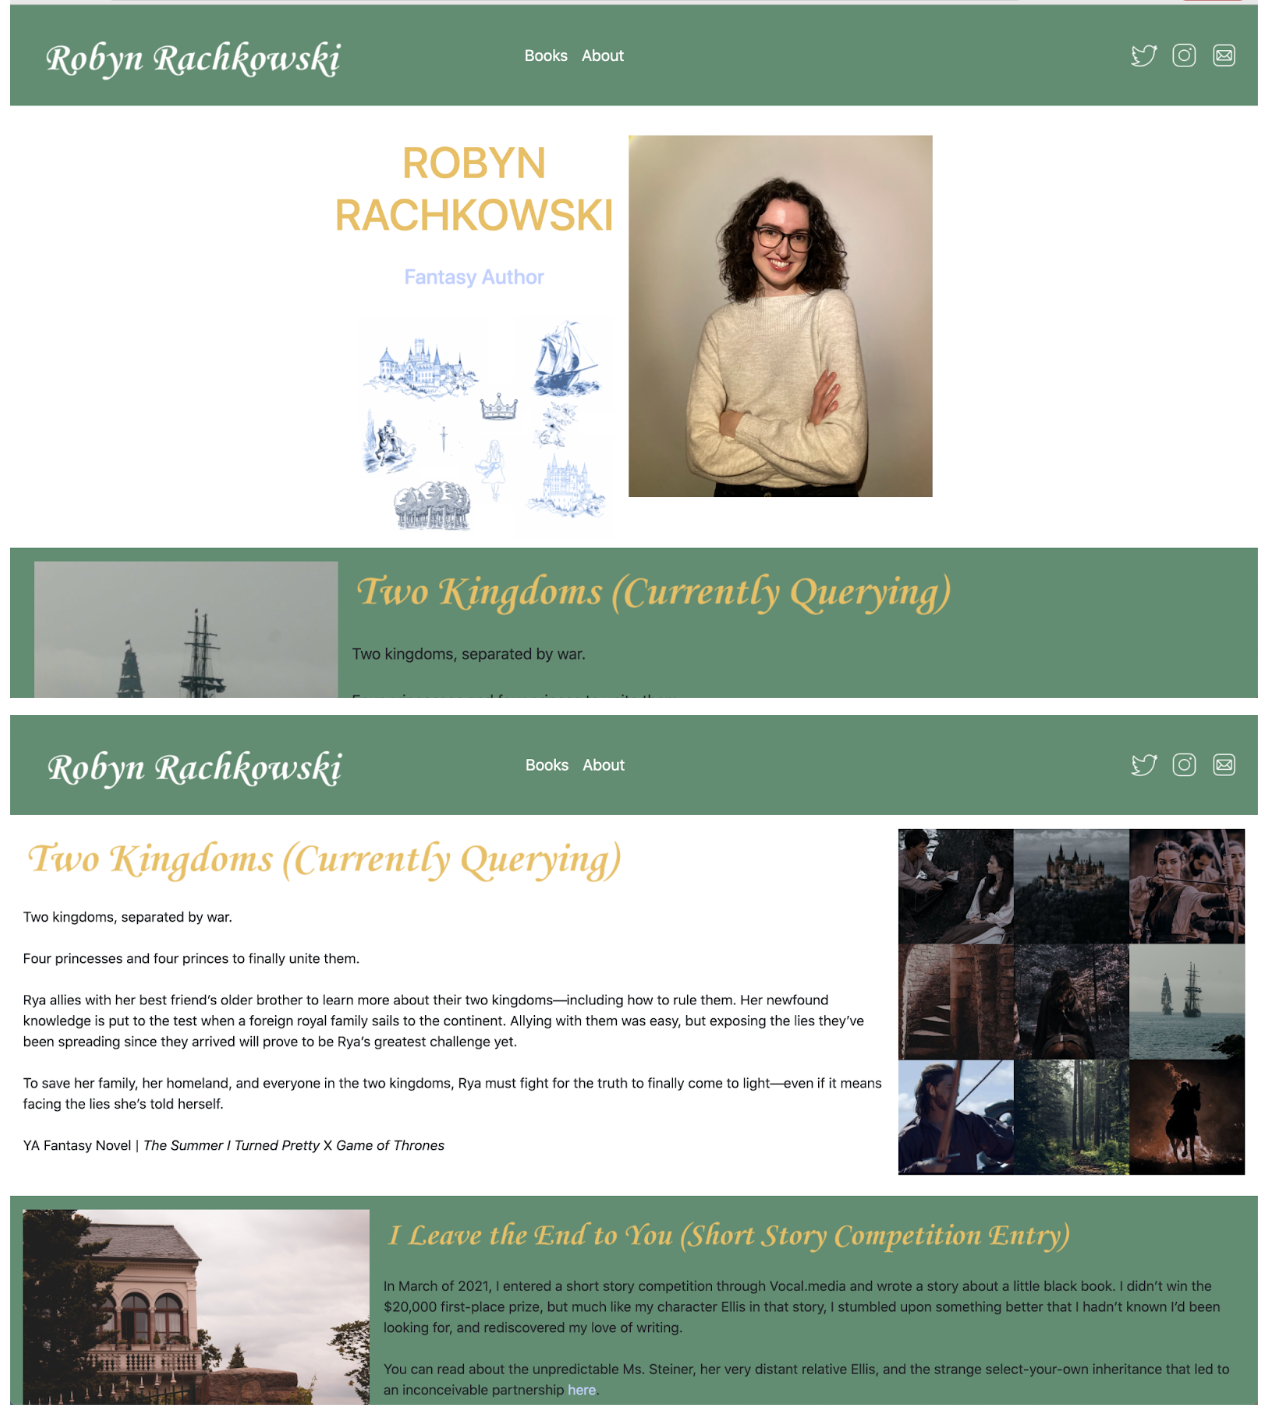 Robyn Rachkowski
Books About
ROBYN
RACHKOWSKI
Fantasy Author
Two Kingdoms (Currently Querying)
Two kingdoms, separated by war.
Robyn Rachkowski
Books About
Two Kingdoms (Currently Querying)
Two kingdoms, separated by war.
Four princesses and four princes to finally unite them.
Rya allies with her best friend’s older brother to learn more about their two kingdoms—including how to rule them. Her newfound
knowledge is put to the test when a foreign royal family sails to the continent. Allying with them was easy, but exposing the lies they’ve
been spreading since they arrived will prove to be Rya’s greatest challenge yet.
To save her family, her homeland, and everyone in the two kingdoms, Rya must fight for the truth to finally come to light—even if it means
facing the lies she’s told herself.
YA Fantasy Novel | The Summer I Turned Pretty X Game of Thrones
I Leave the End to You (Short Story Competition Entry)
In March of 2021, I entered a short story competition through Vocal.media and wrote a story about a little black book. I didn’t win the
$20,000 first-place prize, but much like my character Ellis in that story, I stumbled upon something better that I hadn’t known I’d been
looking for, and rediscovered my love of writing.
You can read about the unpredictable Ms. Steiner, her very distant relative Ellis, and the strange select-your-own inheritance that led to
an inconceivable partnership here.